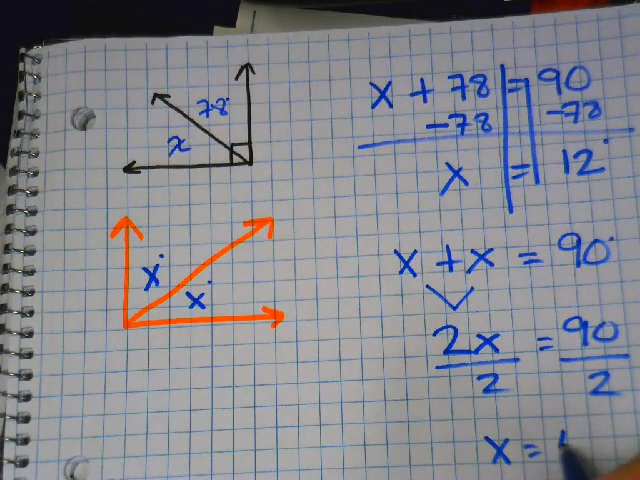 78°
x
x + 78 = 90
-78 -78
x = 12°
x°
x°
x + x = 90°
2x = 90
2 2
x =